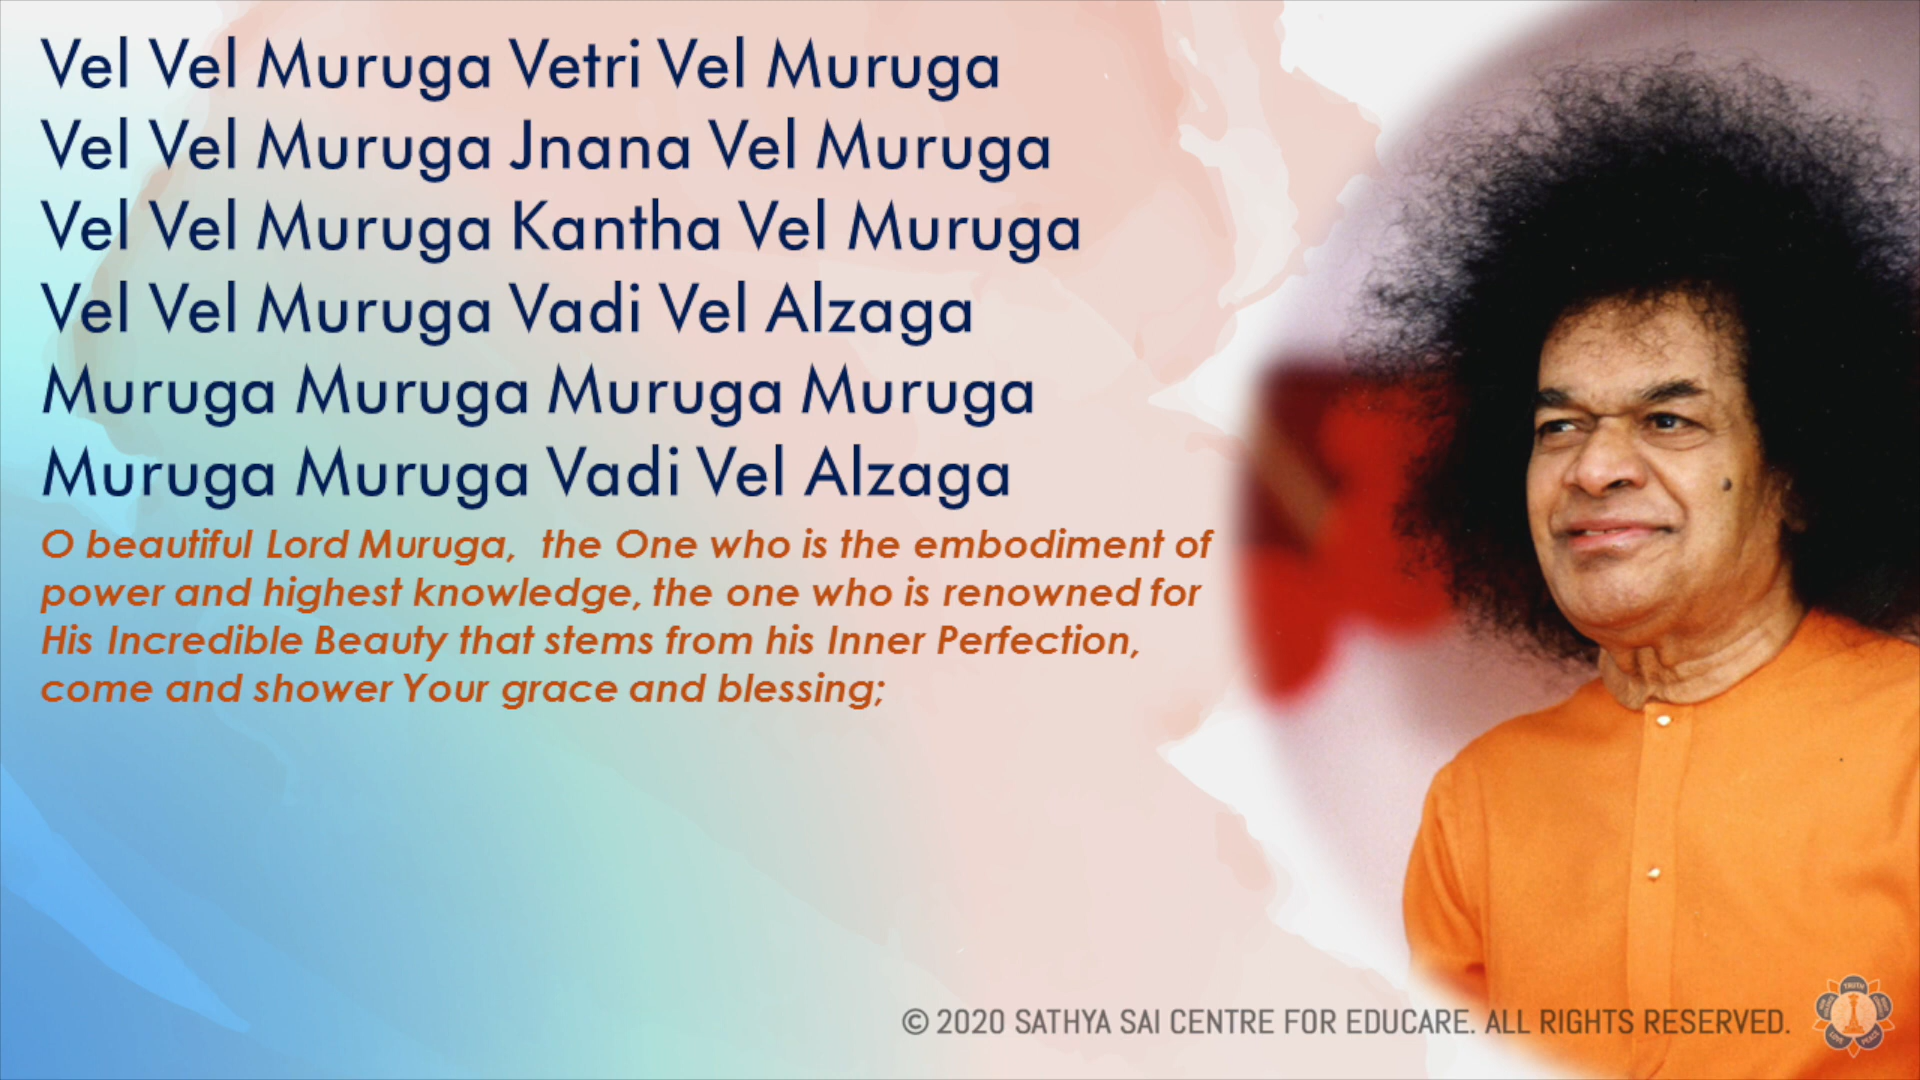 Vel Vel Muruga Vetri Vel Muruga
Vel Vel Muruga Jnana Vel Muruga
Vel Vel Muruga Kantha Vel Muruga
Vel Vel Muruga Vadi Vel Alzaga
Muruga Muruga Muruga Muruga
Muruga Muruga Vadi Vel Alzaga
O beautiful Lord Muruga,  the One who is the embodiment of
power and highest knowledge, the one who is renowned for
His Incredible Beauty that stems from his Inner Perfection,
come and shower Your grace and blessing;
© 2020 SATHYA SAI CENTRE FOR EDUCARE. ALL RIGHTS RESERVED.
TRUTH
LOVE
PEACE